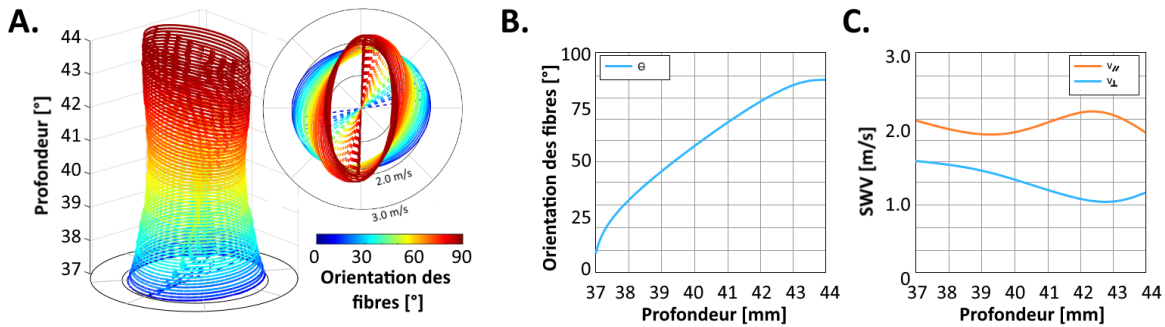 A.
Profondeur [°]
44
43
42
41
40
39
38
37
2.0 m/s
3.0 m/s
0 30 60 90
Orientation des
fibres [°]
B.
Orientation des fibres [°]
100
75
50
25
0
Θ
37 38 39 40 41 42 43 44
Profondeur [mm]
C.
SWV [m/s]
3.0
2.0
1.0
0
v//
v⊥
37 38 39 40 41 42 43 44
Profondeur [mm]